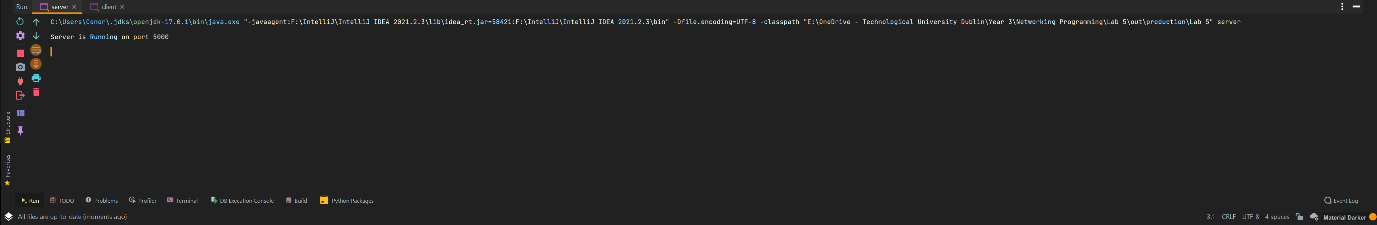 Run: server × client ×
C:\Users\Conor\.jdks\openjdk-17.0.1\bin\java.exe "-javaagent:F:\IntelliJ\IntelliJ IDEA 2021.2.3\lib\idea_rt.jar=58421:F:\IntelliJ\IntelliJ IDEA 2021.2.3\bin" -Dfile.encoding=UTF-8 -classpath "E:\OneDrive - Technological University Dublin\Year 3\Networking Programming\Lab 5\out\production\Lab 5" server
Server is Running on port 5000
Structure
Favorites
Run TODO Problems Profiler Terminal DB Execution Console Build Python Packages Event Log
All files are up-to-date (moments ago) 3:1 CRLF UTF-8 4 spaces Material Darker